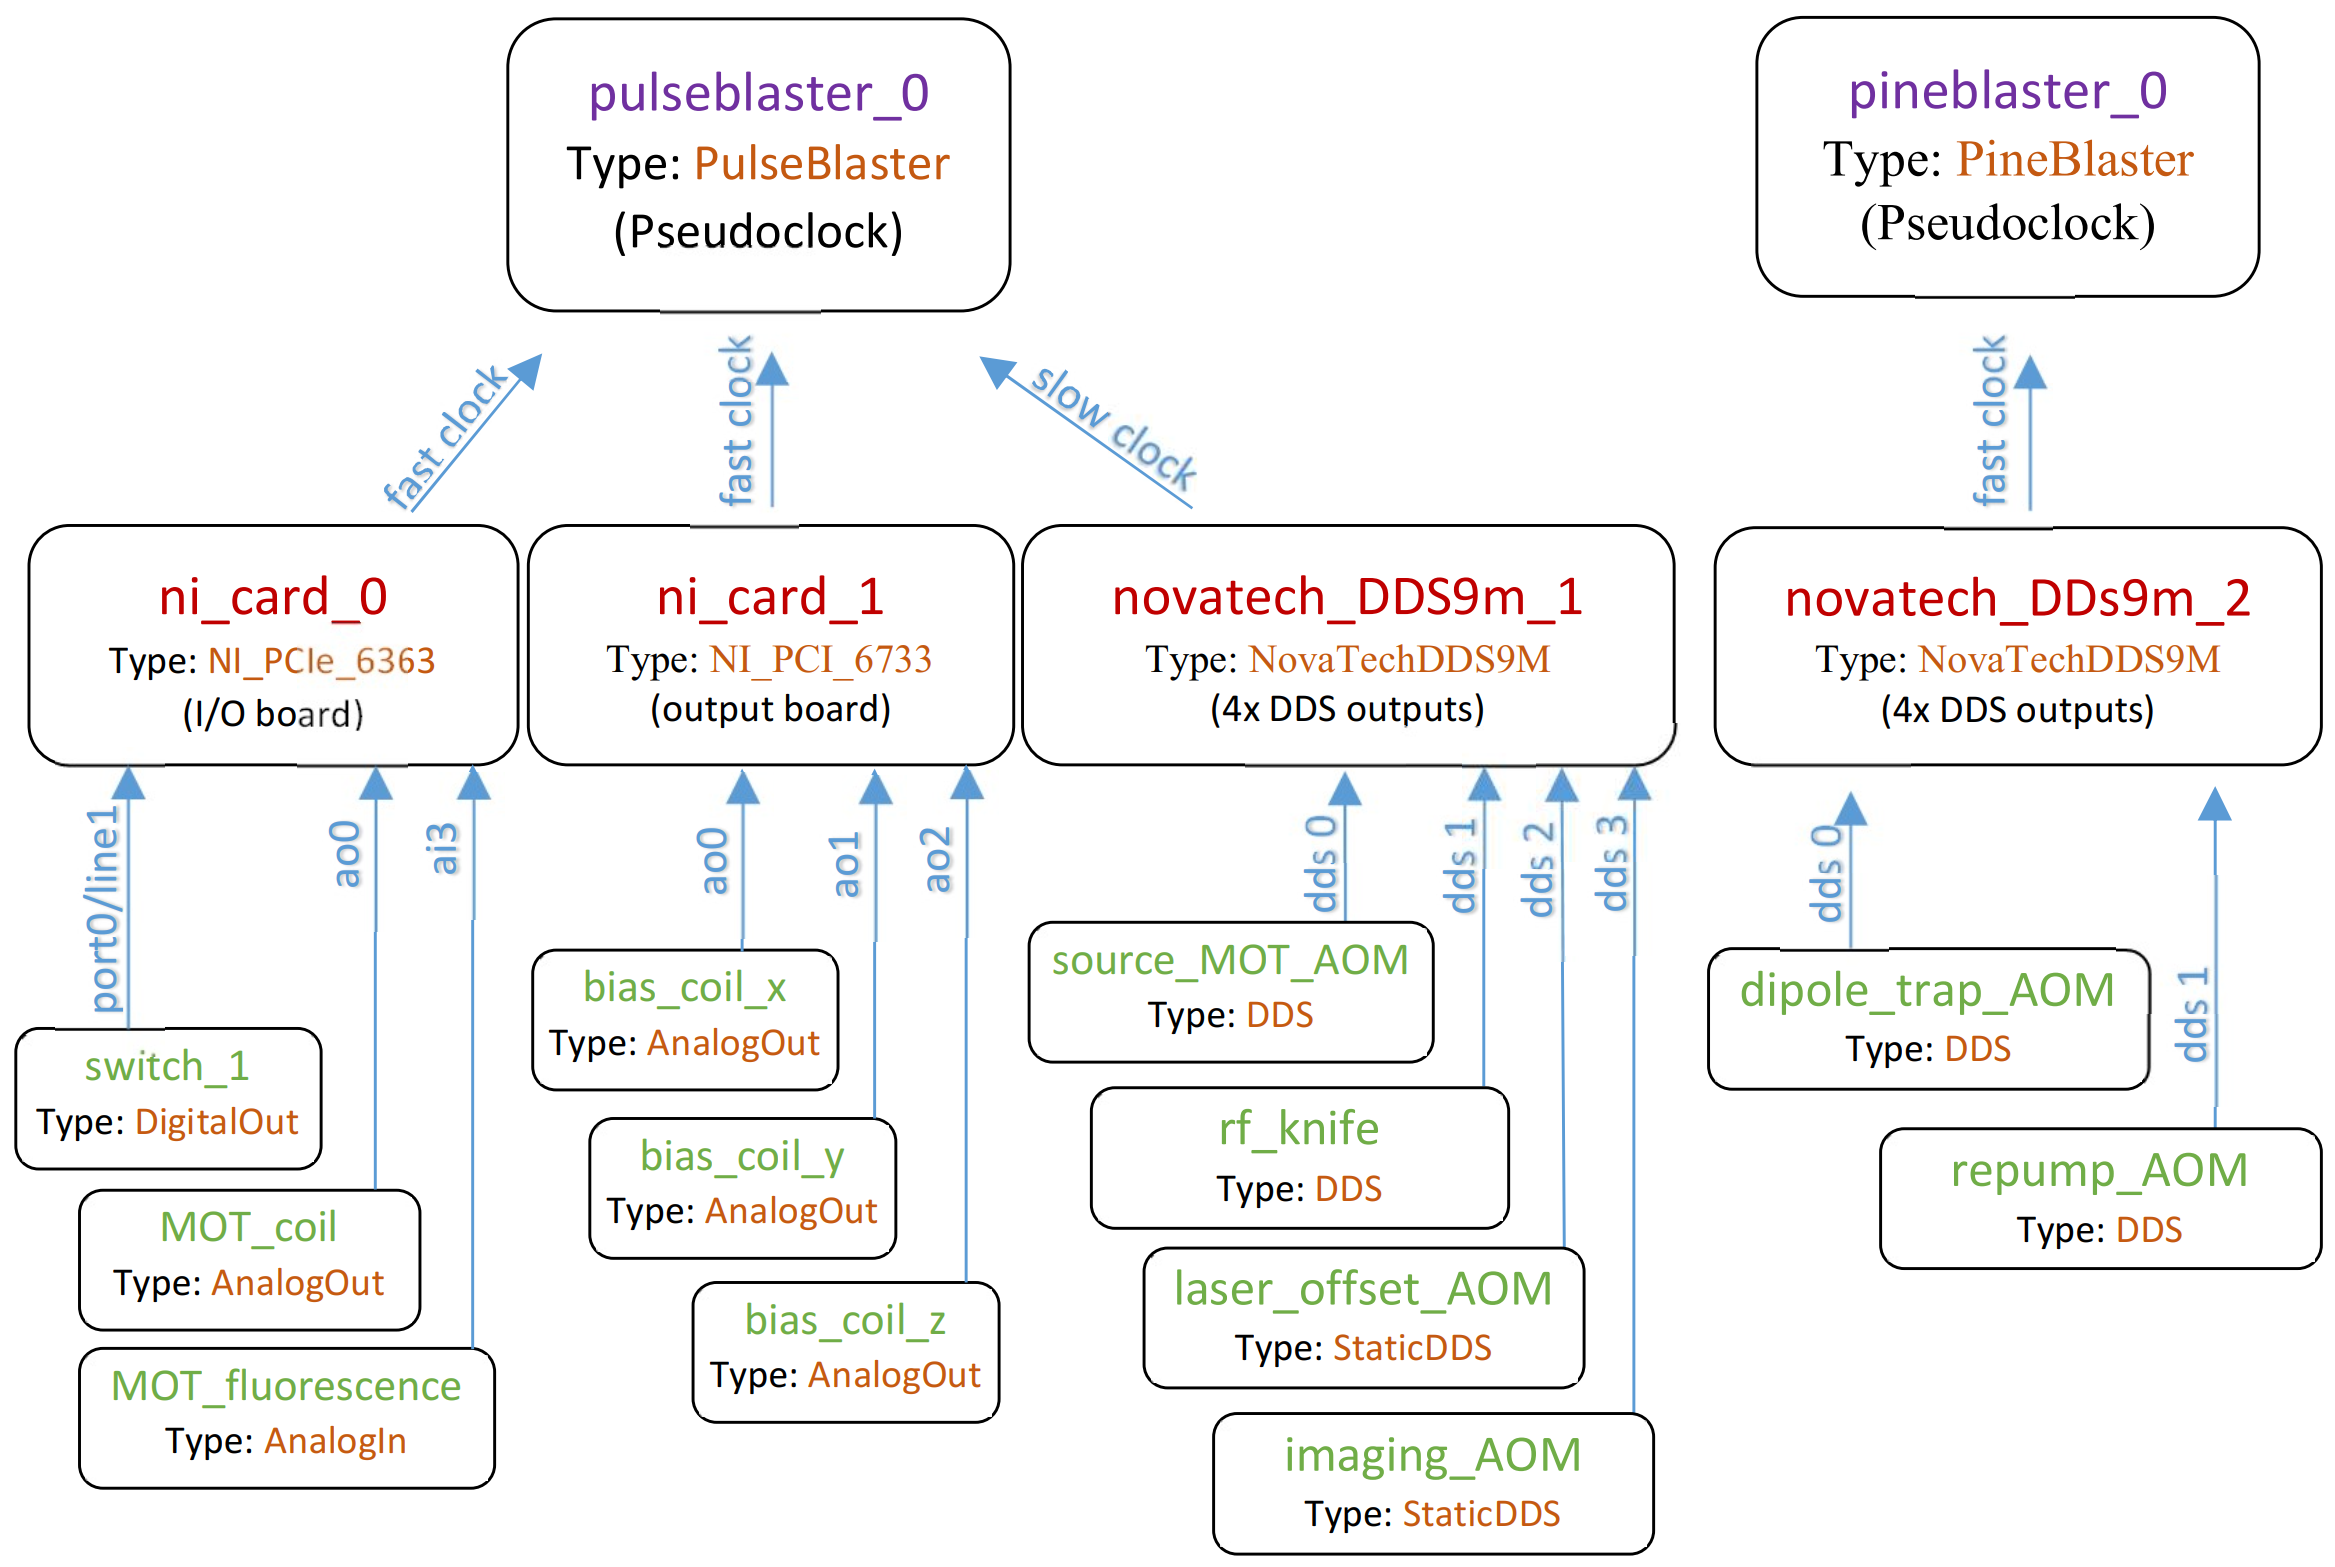 pulseblaster_0
Type: PulseBlaster
(Pseudoclock)
pineblaster_0
Type: PineBlaster
(Pseudoclock)
fast clock
fast clock
slow clock
fast clock
ni_card_0
Type: NI_PCIe_6363
(I/O board)
ni_card_1
Type: NI_PCI_6733
(output board)
novatech_DDS9m_1
Type: NovaTechDDS9M
(4x DDS outputs)
novatech_DDs9m_2
Type: NovaTechDDS9M
(4x DDS outputs)
port0/line1
ao0
ai3
ao0
ao1
ao2
dds 0
dds 1
dds 2
dds 3
dds 0
dds 1
switch_1
Type: DigitalOut
MOT_coil
Type: AnalogOut
MOT_fluorescence
Type: AnalogIn
bias_coil_x
Type: AnalogOut
bias_coil_y
Type: AnalogOut
bias_coil_z
Type: AnalogOut
source_MOT_AOM
Type: DDS
rf_knife
Type: DDS
laser_offset_AOM
Type: StaticDDS
imaging_AOM
Type: StaticDDS
dipole_trap_AOM
Type: DDS
repump_AOM
Type: DDS